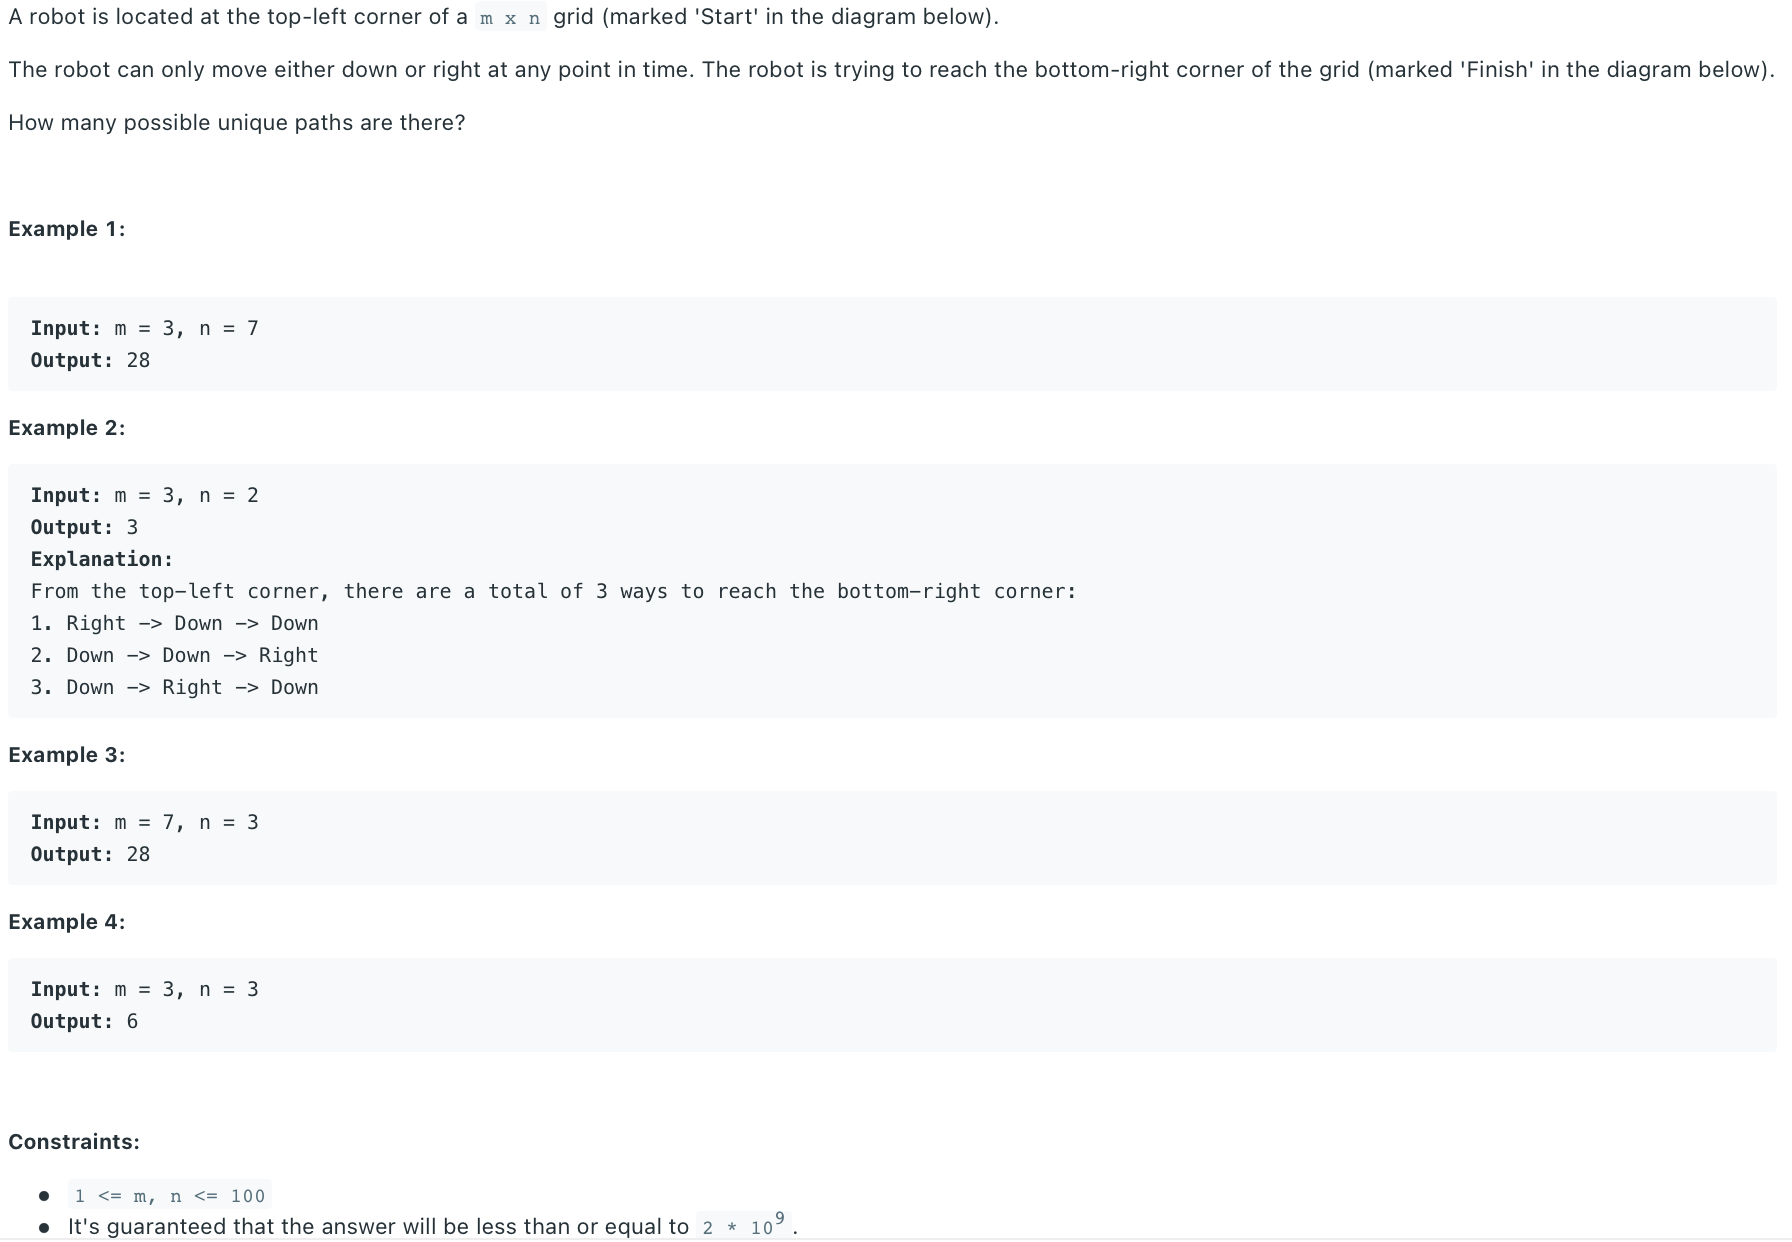 A robot is located at the top-left corner of a m x n grid (marked 'Start' in the diagram below).
The robot can only move either down or right at any point in time. The robot is trying to reach the bottom-right corner of the grid (marked 'Finish' in the diagram below).
How many possible unique paths are there?
Example 1:
Input: m = 3, n = 7
Output: 28
Example 2:
Input: m = 3, n = 2
Output: 3
Explanation:
From the top-left corner, there are a total of 3 ways to reach the bottom-right corner:
1. Right -> Down -> Down
2. Down -> Down -> Right
3. Down -> Right -> Down
Example 3:
Input: m = 7, n = 3
Output: 28
Example 4:
Input: m = 3, n = 3
Output: 6
Constraints:
● 1 <= m, n <= 100
● It's guaranteed that the answer will be less than or equal to 2 * 10⁹.